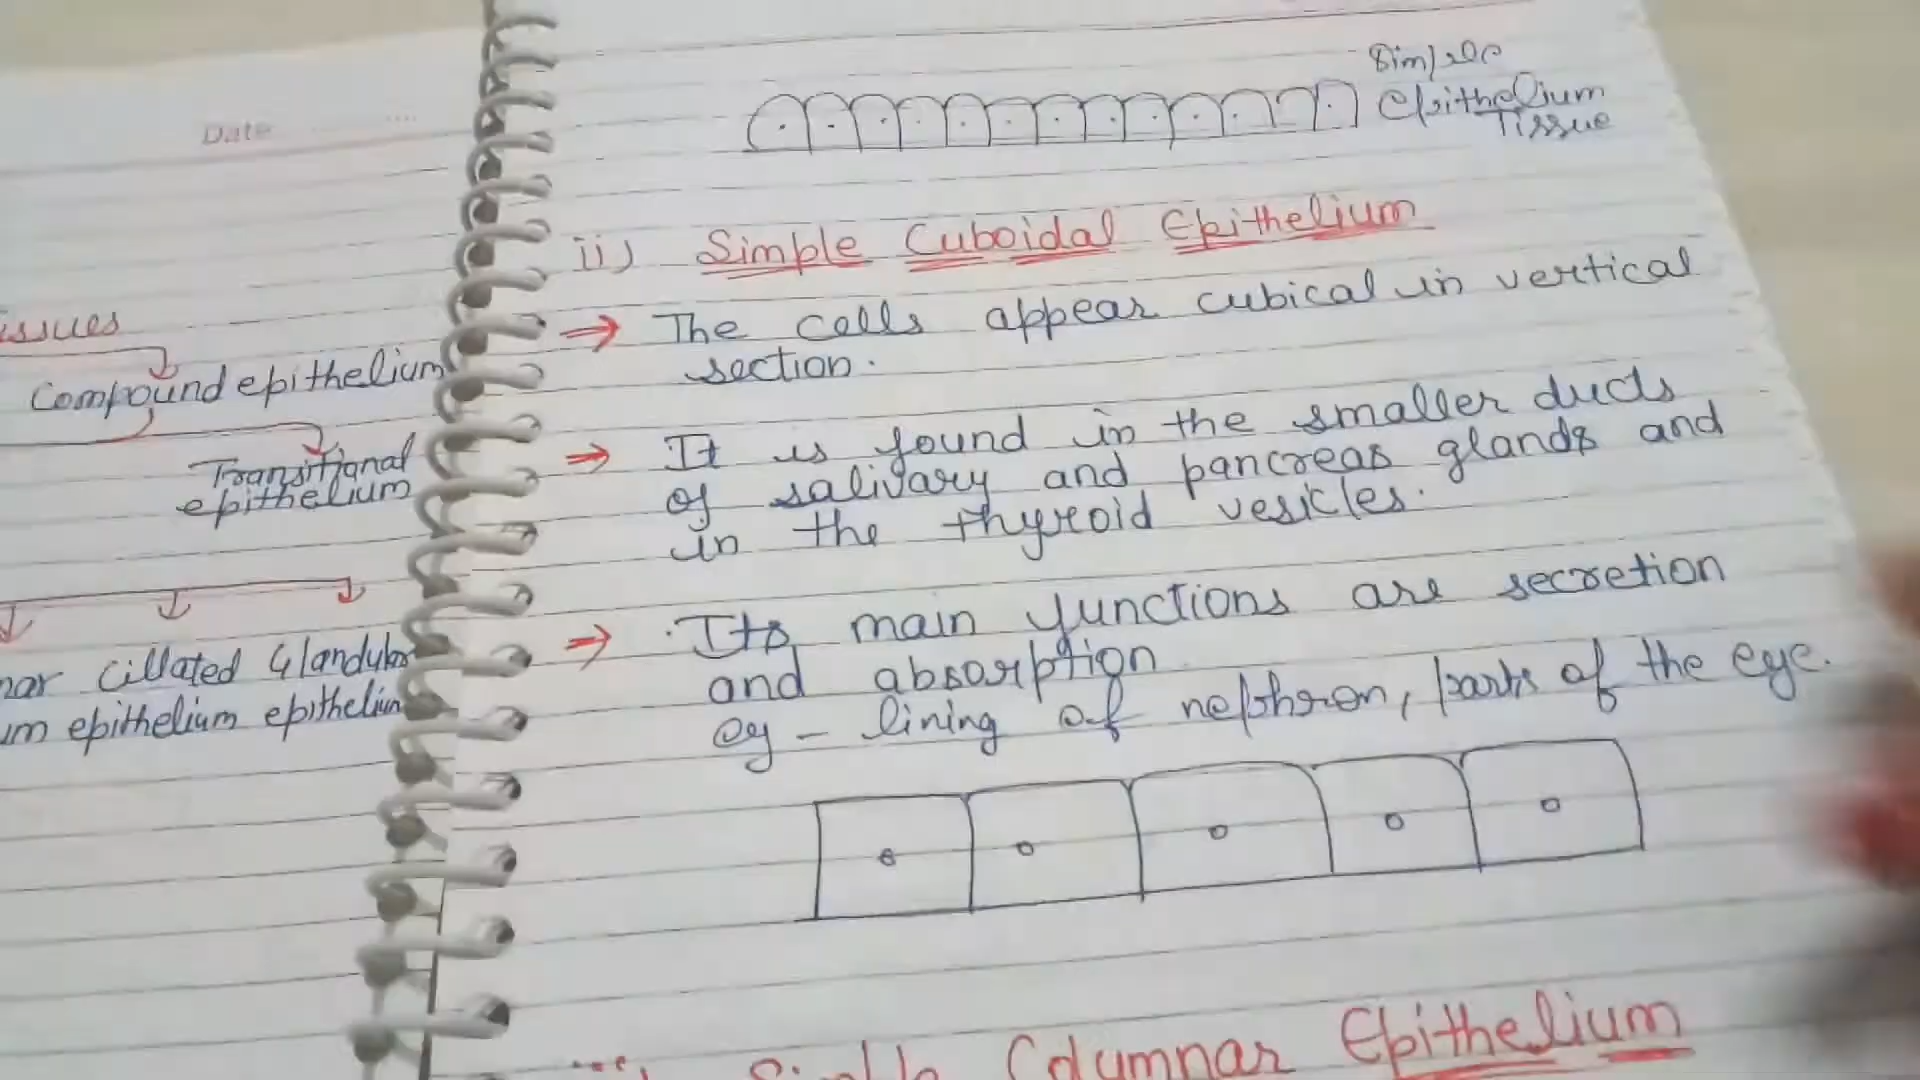 Date
issues
Compound epithelium
Transitional
epithelium
nar Cillated Glandular
um epithelium epithelium
Simple
Epithelium
Tissue
ii) Simple Cuboidal Epithelium
⇒ The cells appear cubical in vertical
section.
⇒ It is found in the smaller ducts
of salivary and pancreas glands and
in the thyroid vesicles.
⇒ Its main functions are secretion
and absorption
eg - lining of nephron, parts of the eye.
Columnar Epithelium